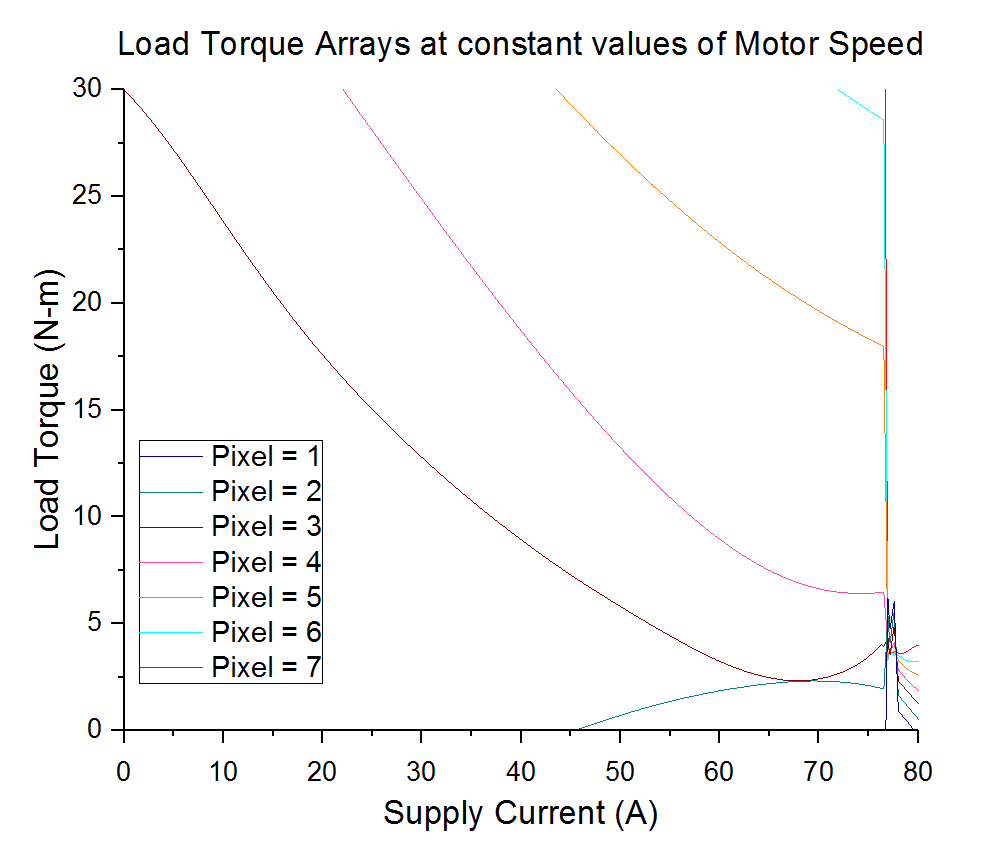 Load Torque Arrays at constant values of Motor Speed
30
25
20
15
10
5
0
Load Torque (N-m)
Pixel = 1
Pixel = 2
Pixel = 3
Pixel = 4
Pixel = 5
Pixel = 6
Pixel = 7
0 10 20 30 40 50 60 70 80
Supply Current (A)